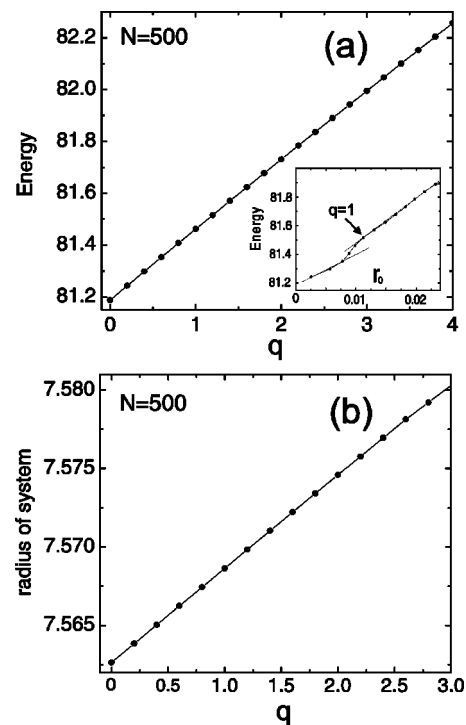 N=500
(a)
82.2
82.0
81.8
81.6
81.4
81.2
Energy
0 1 2 3 4
q
81.8
81.6
81.4
81.2
Energy
q=1
0 0.01 0.02
r₀
N=500
(b)
7.580
7.575
7.570
7.565
radius of system
0 0.5 1.0 1.5 2.0 2.5 3.0
q